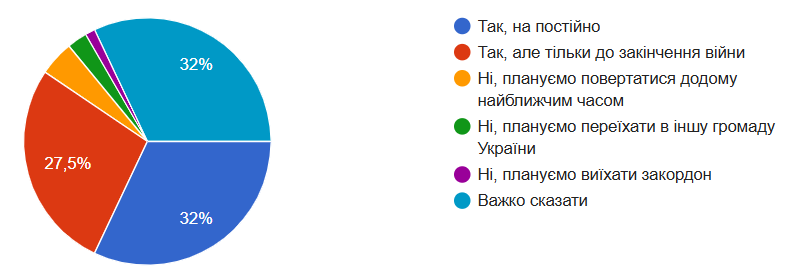 32%
27,5%
32%
Так, на постійно
Так, але тільки до закінчення війни
Ні, плануємо повертатися додому
найближчим часом
Ні, плануємо переїхати в іншу громаду
України
Ні, плануємо виїхати закордон
Важко сказати